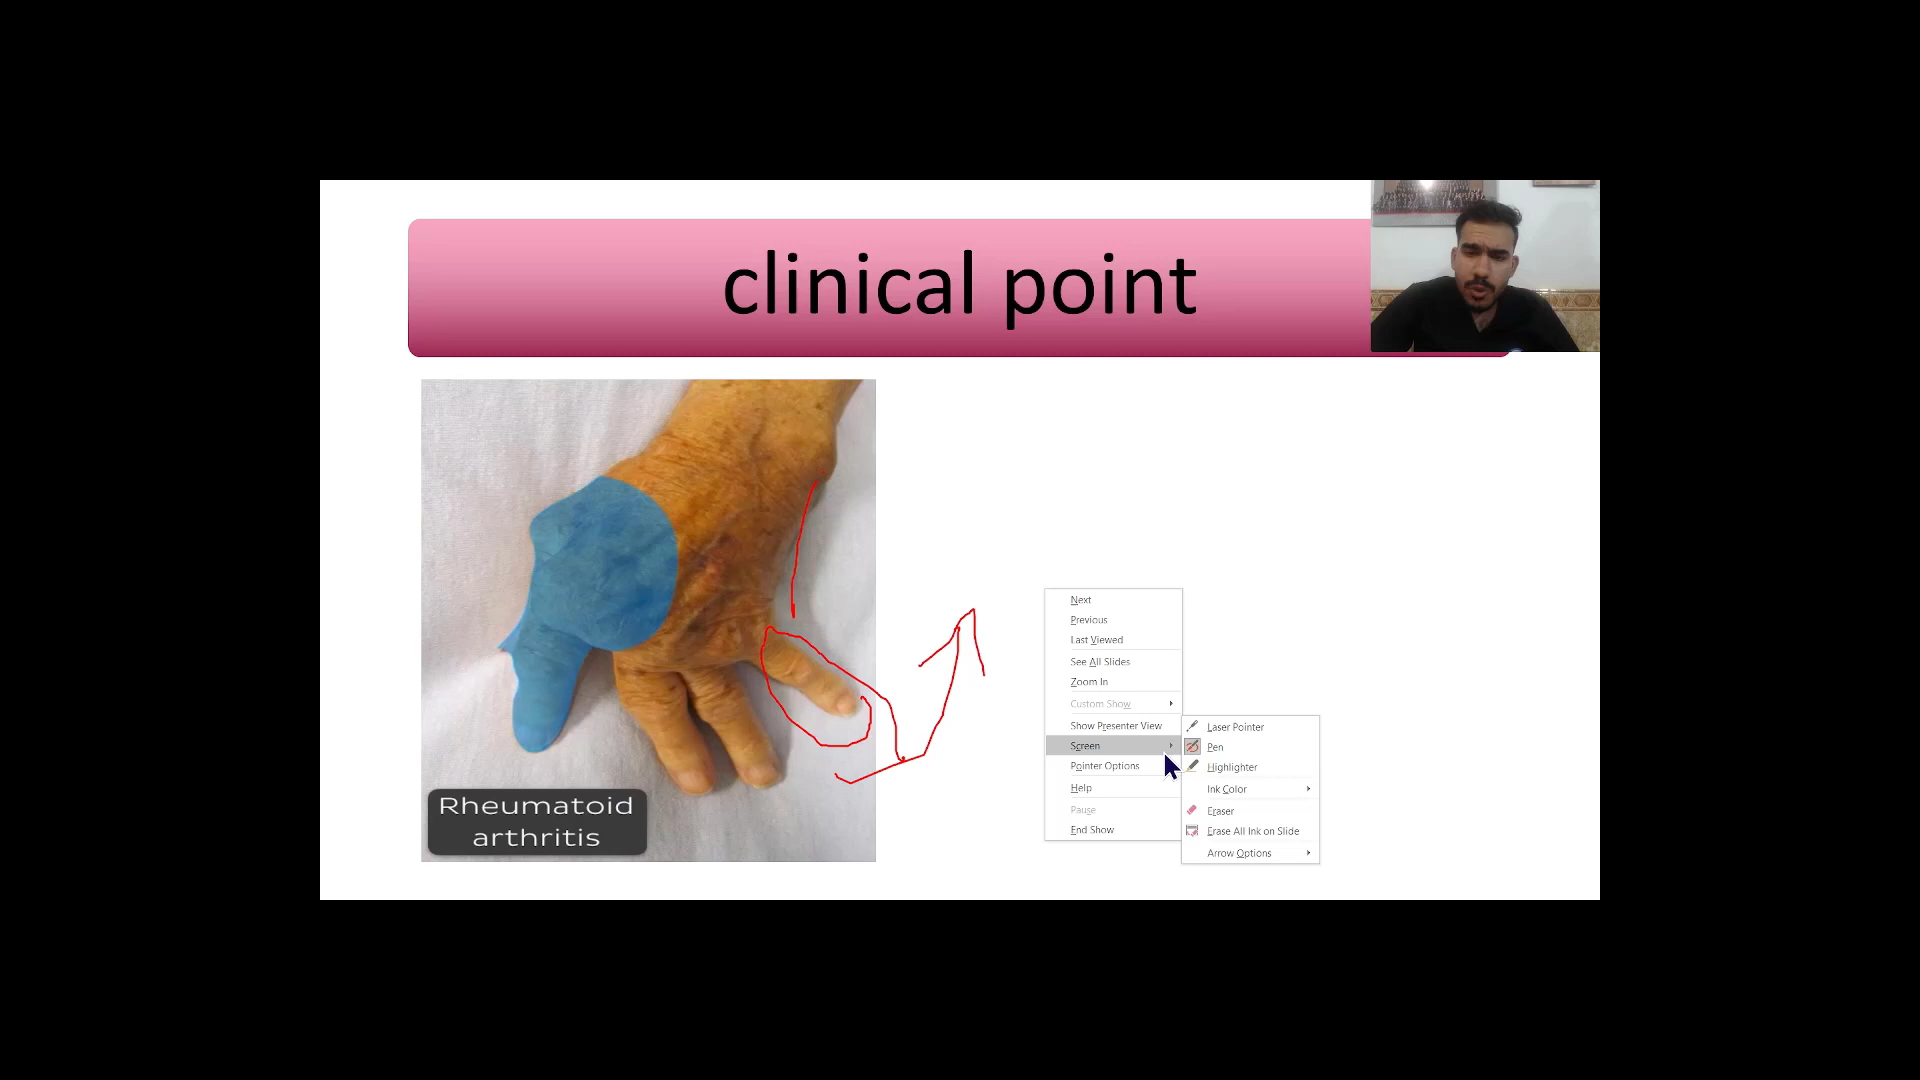 clinical point
Rheumatoid
arthritis
Next
Previous
Last Viewed
See All Slides
Zoom In
Custom Show
Show Presenter View
Screen
Pointer Options
Help
Pause
End Show
Laser Pointer
Pen
Highlighter
Ink Color
Eraser
Erase All Ink on Slide
Arrow Options